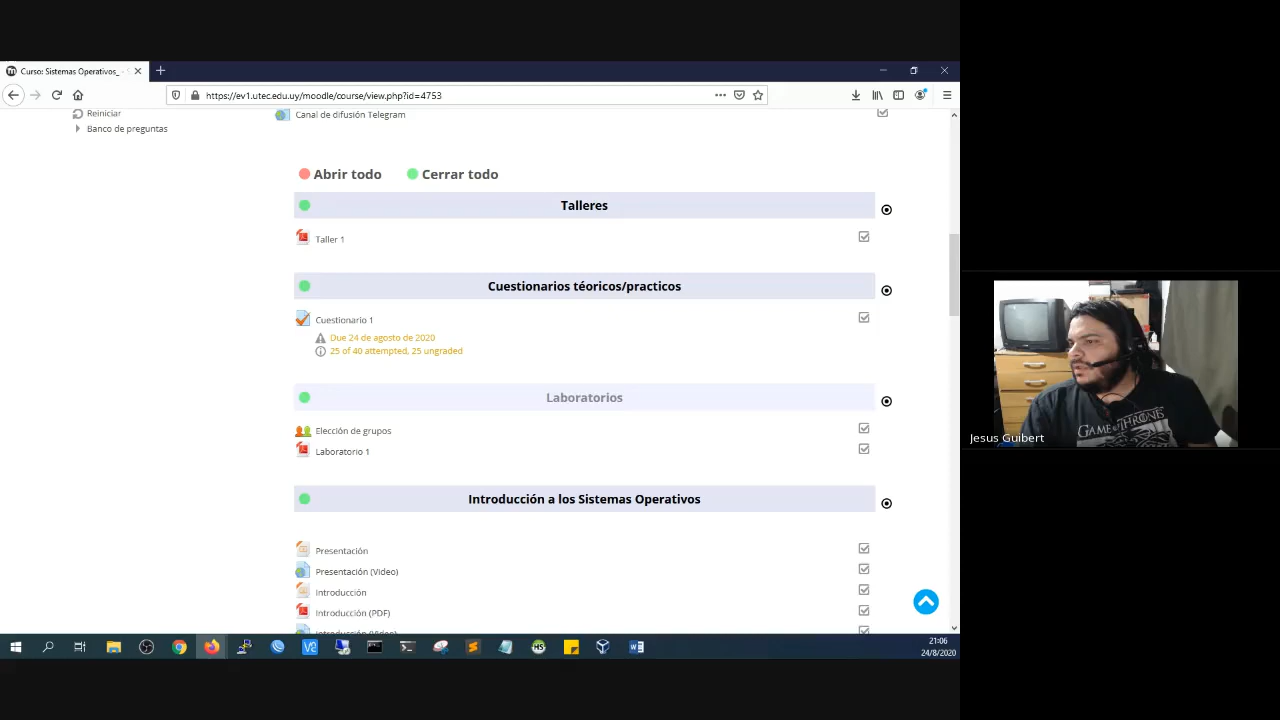 Curso: Sistemas Operativos_ -
https://ev1.utec.edu.uy/moodle/course/view.php?id=4753
Reiniciar
Banco de preguntas
Canal de difusión Telegram
Abrir todo
Cerrar todo
Talleres
Taller 1
Cuestionarios téoricos/practicos
Cuestionario 1
Due 24 de agosto de 2020
25 of 40 attempted, 25 ungraded
Laboratorios
Elección de grupos
Laboratorio 1
Introducción a los Sistemas Operativos
Presentación
Presentación (Video)
Introducción
Introducción (PDF)
Introducción (Video)
21:06
24/8/2020
GAME of THRONES
Jesus Guibert